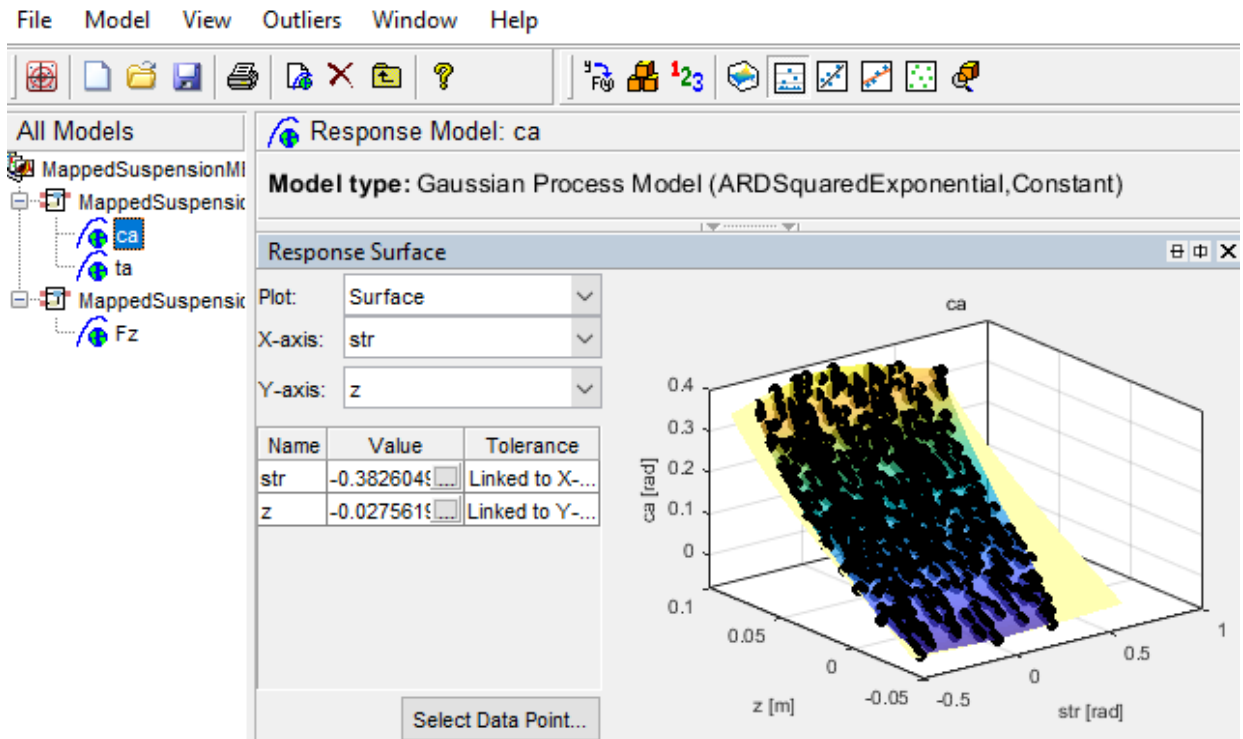 File Model View Outliers Window Help
All Models
MappedSuspensionM
MappedSuspensic
ca
ta
MappedSuspensic
Fz
Response Model: ca
Model type: Gaussian Process Model (ARDSquaredExponential,Constant)
Response Surface
Plot: Surface
X-axis: str
Y-axis: z
Name Value Tolerance
str -0.3826049 ... Linked to X-...
z -0.0275619 ... Linked to Y-...
Select Data Point...
ca
0.4
0.3
0.2
0.1
0
ca [rad]
0.1
0.05
0
-0.05
z [m]
-0.5
0
0.5
1
str [rad]